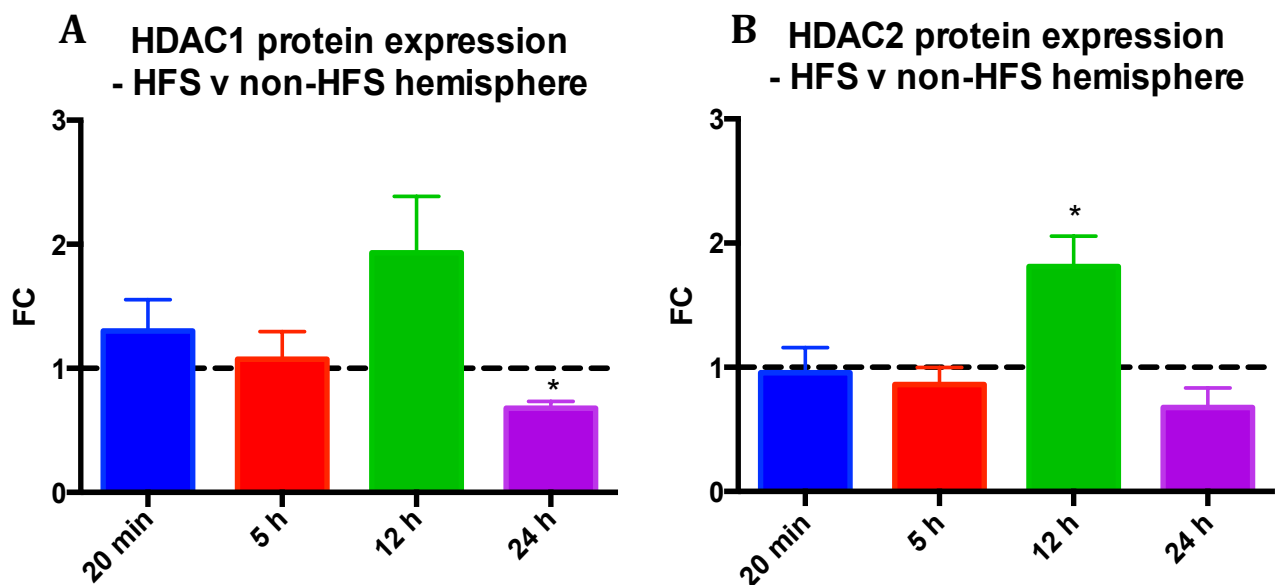 A
HDAC1 protein expression
- HFS v non-HFS hemisphere
3
2
1
0
FC
*
20 min
5 h
12 h
24 h
B
HDAC2 protein expression
- HFS v non-HFS hemisphere
3
2
1
0
FC
*
20 min
5 h
12 h
24 h